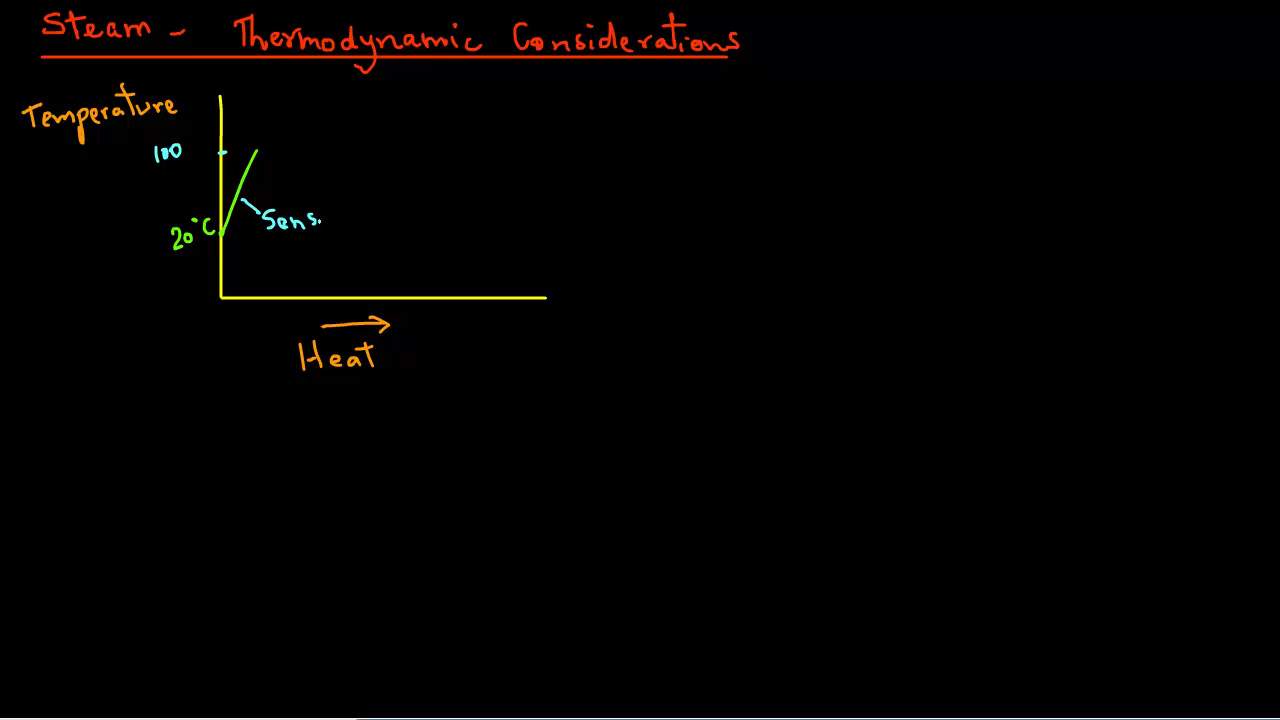 Steam - Thermodynamic Considerations
Temperature
100
20°C
Sens.
Heat